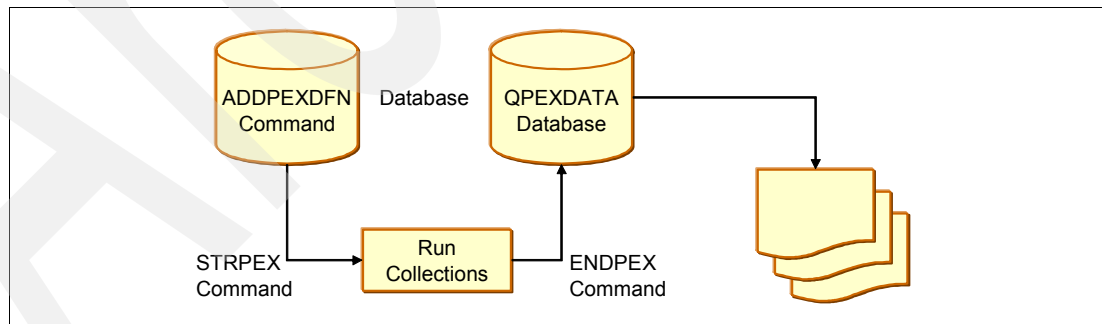 ADDPEXDFN
Command
Database
QPEXDATA
Database
STRPEX
Command
Run
Collections
ENDPEX
Command